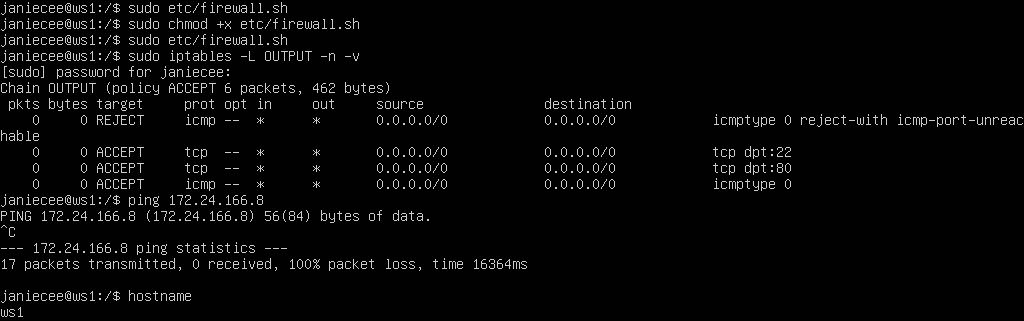 janiecee@ws1:/$ sudo etc/firewall.sh
janiecee@ws1:/$ sudo chmod +x etc/firewall.sh
janiecee@ws1:/$ sudo etc/firewall.sh
janiecee@ws1:/$ sudo iptables -L OUTPUT -n -v
[sudo] password for janiecee:
Chain OUTPUT (policy ACCEPT 6 packets, 462 bytes)
 pkts bytes target     prot opt in     out     source               destination
    0     0 REJECT     icmp --  *      *       0.0.0.0/0            0.0.0.0/0            icmptype 0 reject-with icmp-port-unreac
hable
    0     0 ACCEPT     tcp  --  *      *       0.0.0.0/0            0.0.0.0/0            tcp dpt:22
    0     0 ACCEPT     tcp  --  *      *       0.0.0.0/0            0.0.0.0/0            tcp dpt:80
    0     0 ACCEPT     icmp --  *      *       0.0.0.0/0            0.0.0.0/0            icmptype 0
janiecee@ws1:/$ ping 172.24.166.8
PING 172.24.166.8 (172.24.166.8) 56(84) bytes of data.
^C
--- 172.24.166.8 ping statistics ---
17 packets transmitted, 0 received, 100% packet loss, time 16364ms

janiecee@ws1:/$ hostname
ws1